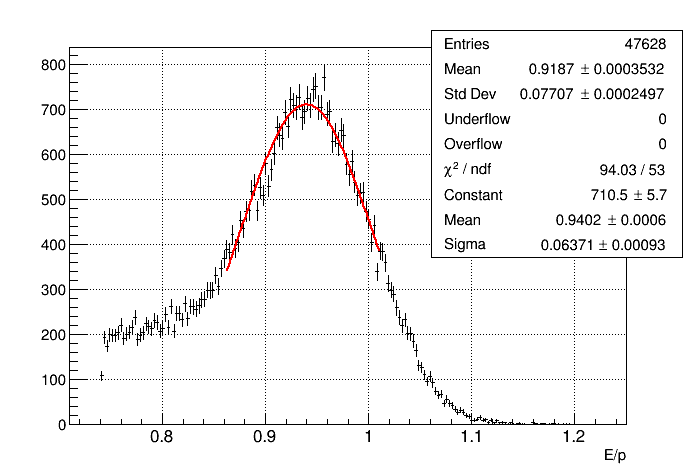 Entries 47628
Mean 0.9187 ± 0.0003532
Std Dev 0.07707 ± 0.0002497
Underflow 0
Overflow 0
χ² / ndf 94.03 / 53
Constant 710.5 ± 5.7
Mean 0.9402 ± 0.0006
Sigma 0.06371 ± 0.00093
800
700
600
500
400
300
200
100
0
0.8 0.9 1 1.1 1.2
E/p